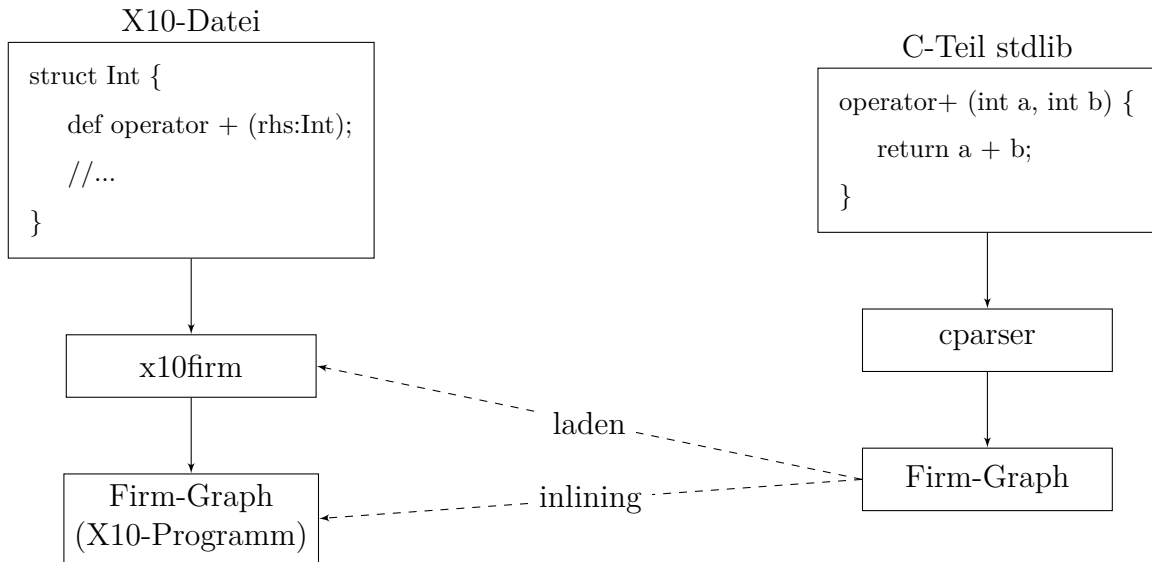 X10-Datei
struct Int {
def operator + (rhs:Int);
//...
}
x10firm
Firm-Graph
(X10-Programm)
C-Teil stdlib
operator+ (int a, int b) {
return a + b;
}
cparser
Firm-Graph
laden
inlining